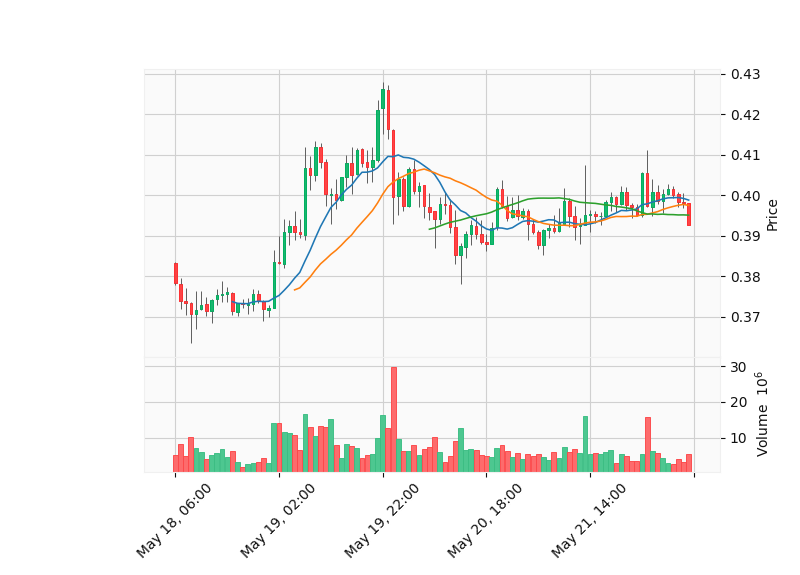 0.43
0.42
0.41
0.40
0.39
0.38
0.37
Price
30
20
10
Volume 10^6
May 18, 06:00
May 19, 02:00
May 19, 22:00
May 20, 18:00
May 21, 14:00